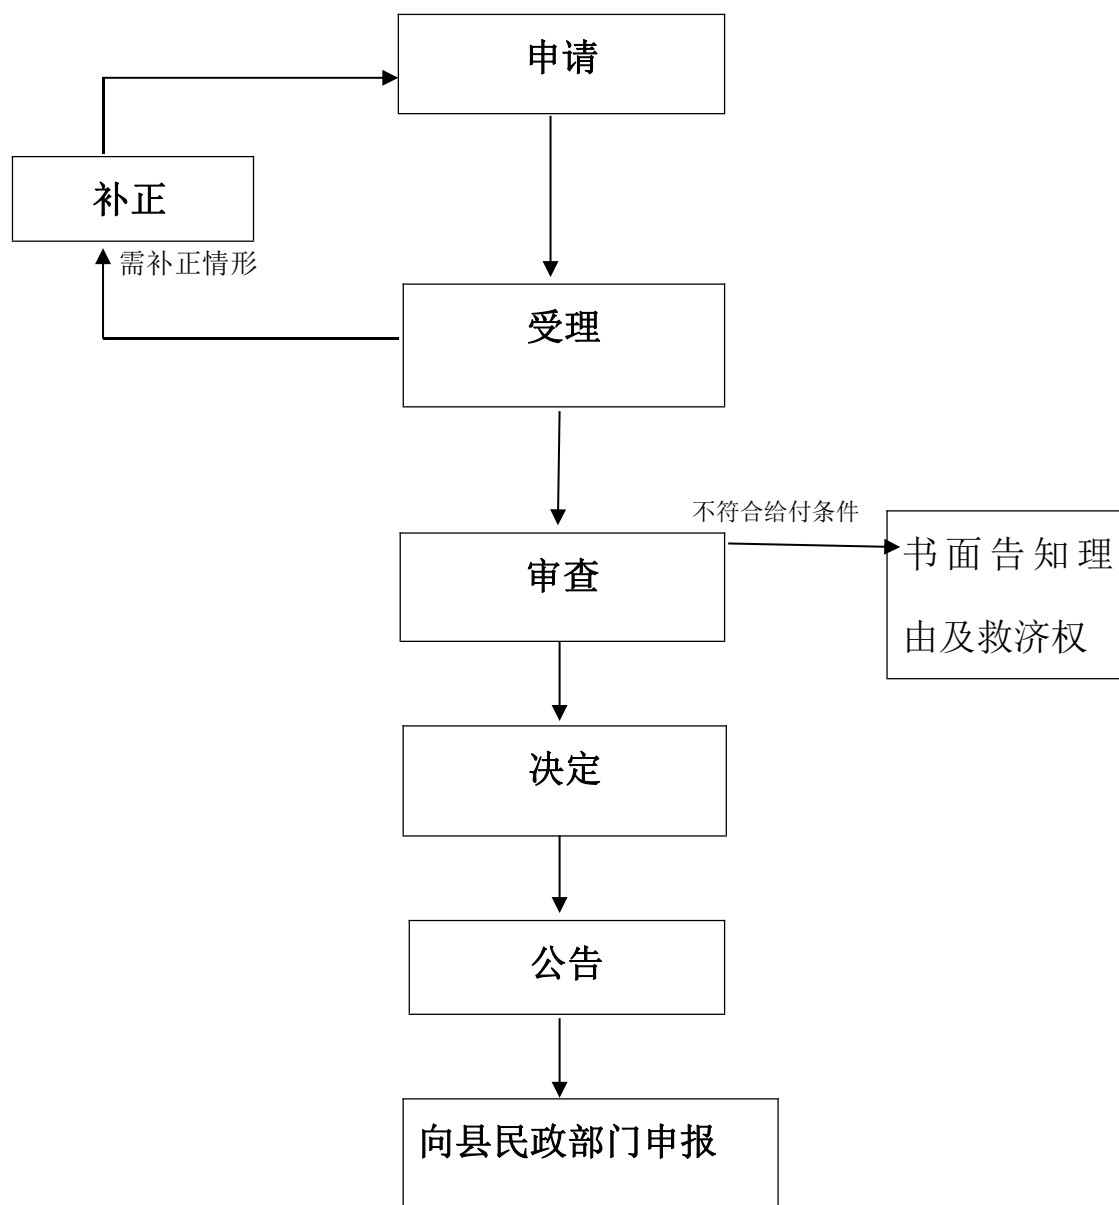 申请
补正
需补正情形
受理
不符合给付条件
书面告知理
由及救济权
审查
决定
公告
向县民政部门申报